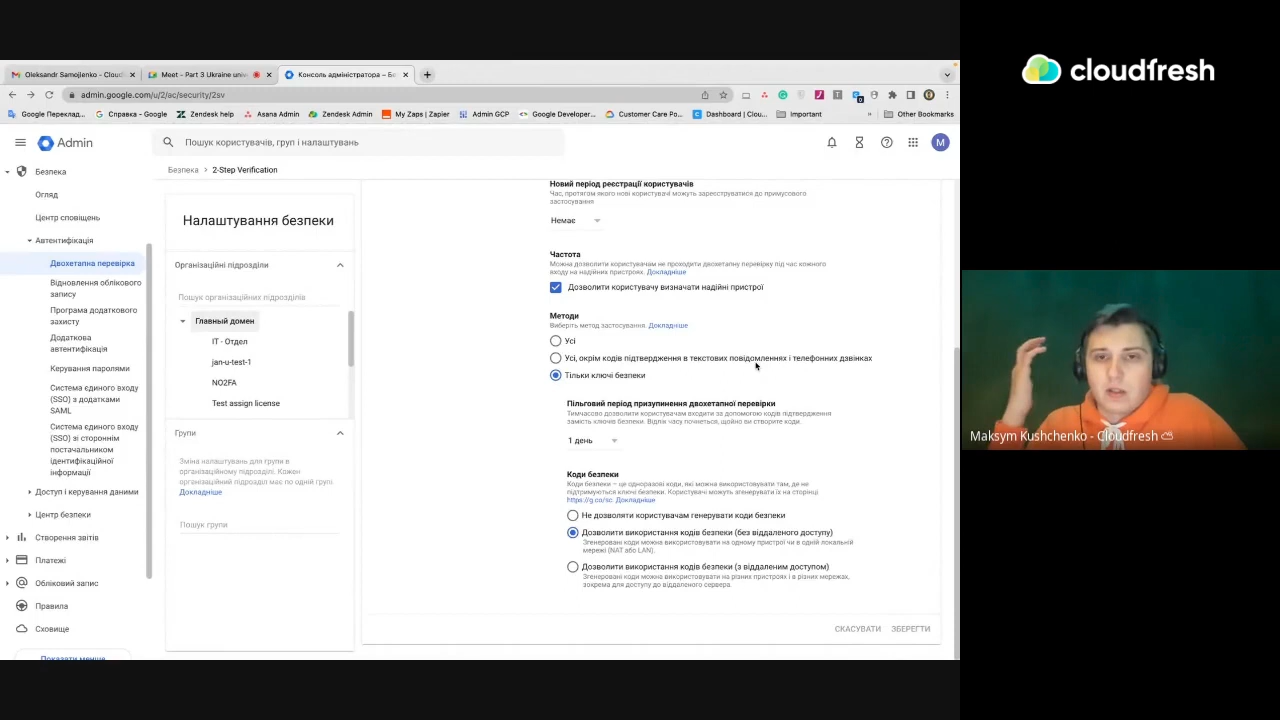 cloudfresh
Oleksandr Samojlenko - Cloud
Meet – Part 3 Ukraine univ
Консоль адміністратора – Бе
admin.google.com/u/2/ac/security/2sv
Google Переклад...
Справка - Google
Zendesk help
Asana Admin
Zendesk Admin
My Zaps | Zapier
Admin GCP
Google Developer...
Customer Care Po...
Dashboard | Clou...
Important
Other Bookmarks
Admin
Пошук користувачів, груп і налаштувань
M
Безпека > 2-Step Verification
Безпека
Огляд
Центр сповіщень
Автентифікація
Двохетапна перевірка
Відновлення облікового
запису
Програма додаткового
захисту
Додаткова
автентифікація
Керування паролями
Система єдиного входу
(SSO) з додатками
SAML
Система єдиного входу
(SSO) зі стороннім
постачальником
ідентифікаційної
інформації
Доступ і керування даними
Центр безпеки
Створення звітів
Платежі
Обліковий запис
Правила
Сховище
Показати менше
Налаштування безпеки
Організаційні підрозділи
Пошук організаційних підрозділів
Главный домен
IT - Отдел
jan-u-test-1
NO2FA
Test assign license
Групи
Зміна налаштувань для групи в
організаційному підрозділі. Кожен
організаційний підрозділ має по одній групі
Докладніше
Пошук групи
Новий період реєстрації користувачів
Час, протягом якого нові користувачі можуть зареєструватися до примусового
застосування
Немає
Частота
Можна дозволити користувачам не проходити двохетапну перевірку під час кожного
входу на надійних пристроях. Докладніше
Дозволити користувачу визначати надійні пристрої
Методи
Виберіть метод застосування. Докладніше
Усі
Усі, окрім кодів підтвердження в текстових повідомленнях і телефонних дзвінках
Тільки ключі безпеки
Пільговий період призупинення двохетапної перевірки
Тимчасово дозволити користувачам входити за допомогою кодів підтвердження
замість ключів безпеки. Відлік часу почнеться, щойно ви створите коди.
1 день
Коди безпеки
Коди безпеки – це одноразові коди, які можна використовувати там, де не
підтримуються ключі безпеки. Користувачі можуть згенерувати їх на сторінці
https://g.co/sc. Докладніше
Не дозволяти користувачам генерувати коди безпеки
Дозволити використання кодів безпеки (без віддаленого доступу)
Згенеровані коди можна використовувати на одному пристрої чи в одній локальній
мережі (NAT або LAN).
Дозволити використання кодів безпеки (з віддаленим доступом)
Згенеровані коди можна використовувати на різних пристроях і в різних мережах,
зокрема для доступу до віддаленого сервера.
СКАСУВАТИ
ЗБЕРЕГТИ
Maksym Kushchenko - Cloudfresh